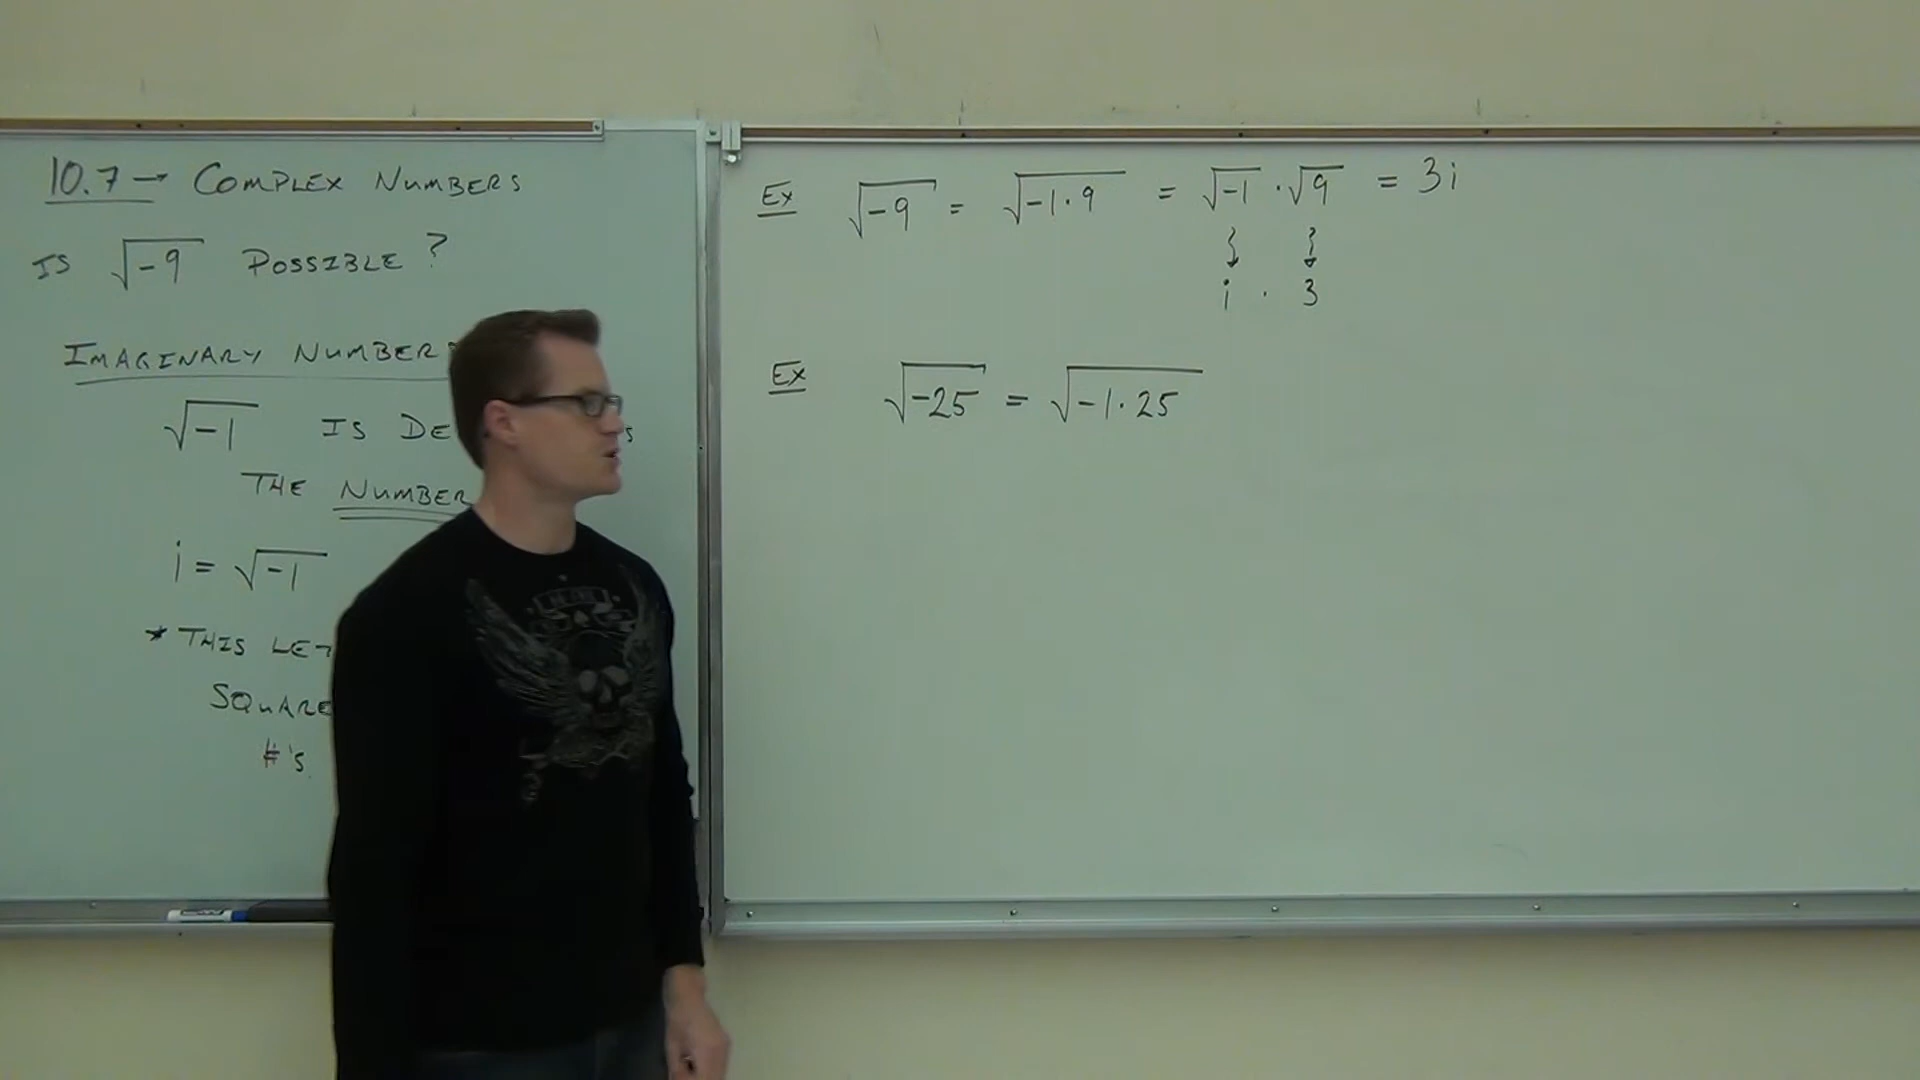 10.7 → COMPLEX NUMBERS
IS √-9 POSSIBLE?
IMAGINARY NUMBER
√-1 IS DE s
THE NUMBER
i = √-1
* THIS LET
SQUARE
#'s
Ex √-9 = √-1·9 = √-1 · √9 = 3i
i · 3
Ex √-25 = √-1·25